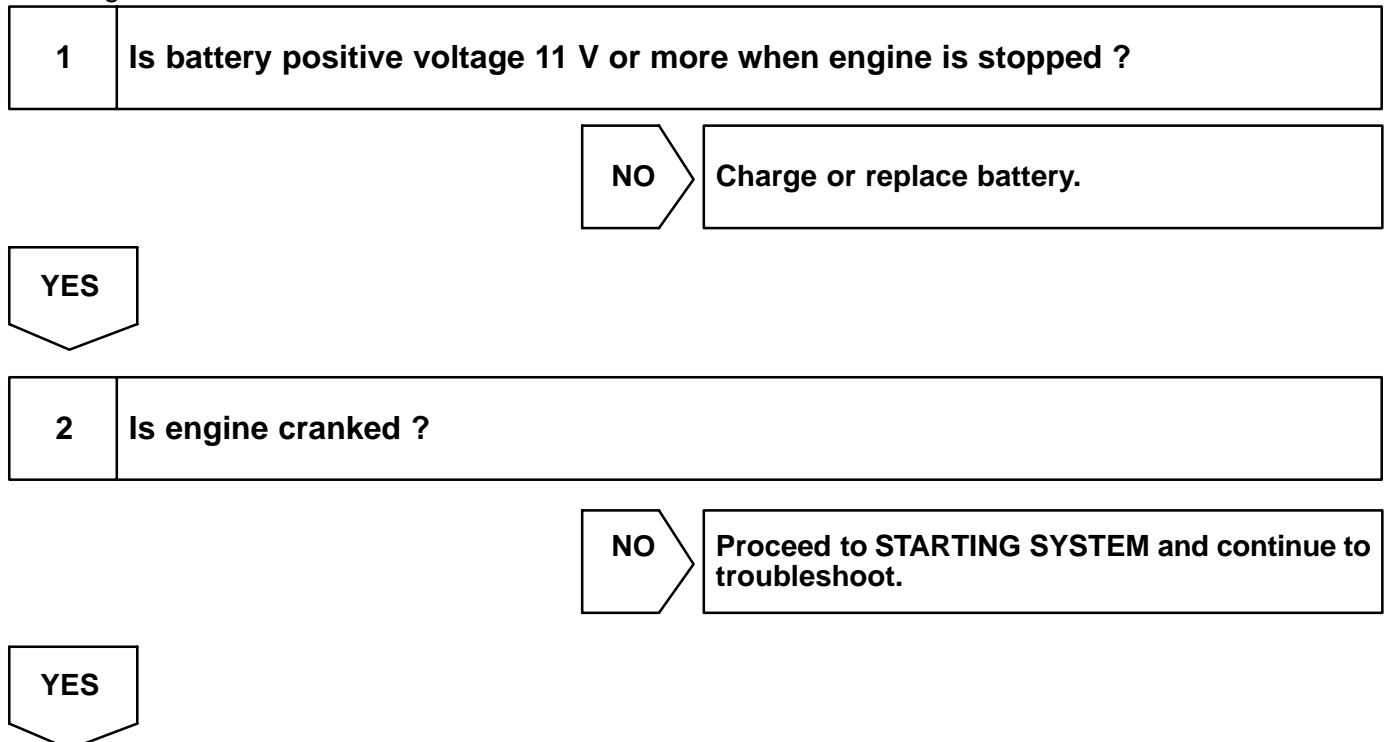 1
Is battery positive voltage 11 V or more when engine is stopped ?
NO
Charge or replace battery.
YES
2
Is engine cranked ?
NO
Proceed to STARTING SYSTEM and continue to
troubleshoot.
YES